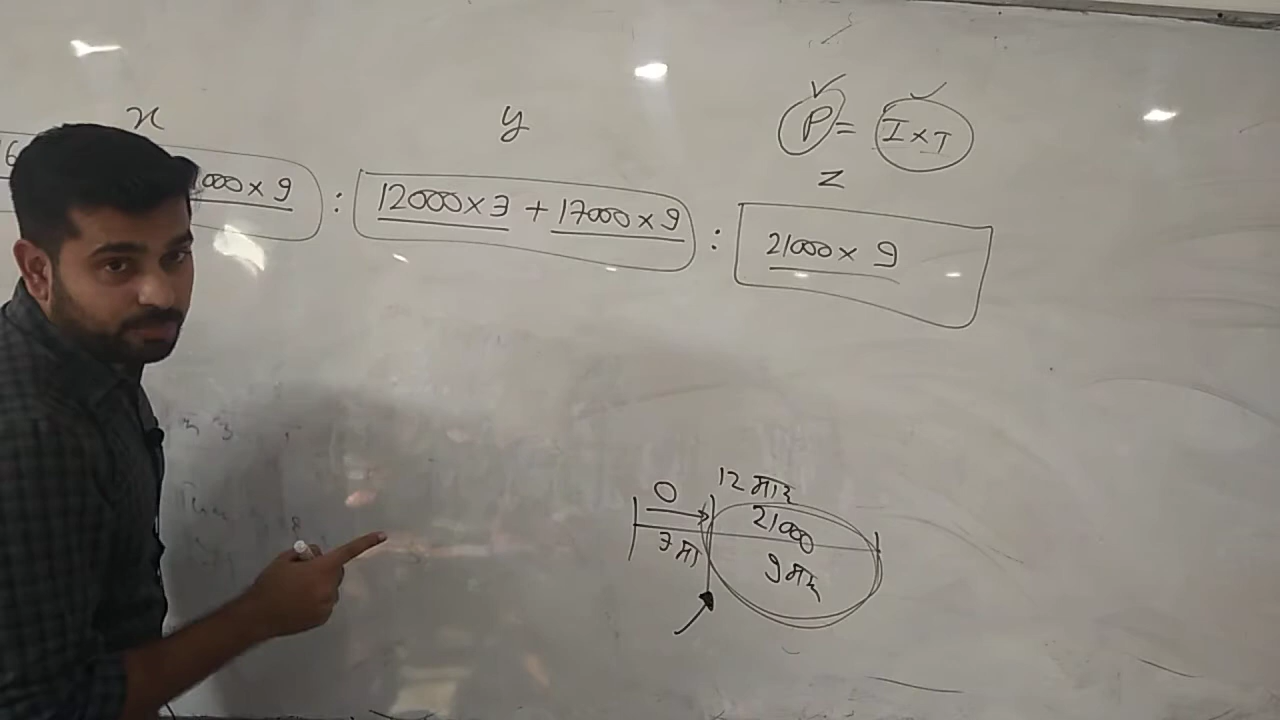 x y P = I x T
z
000 x 9 : 12000 x 3 + 17000 x 9 : 21000 x 9
0 12 माह
21000
3 मा
9 माह